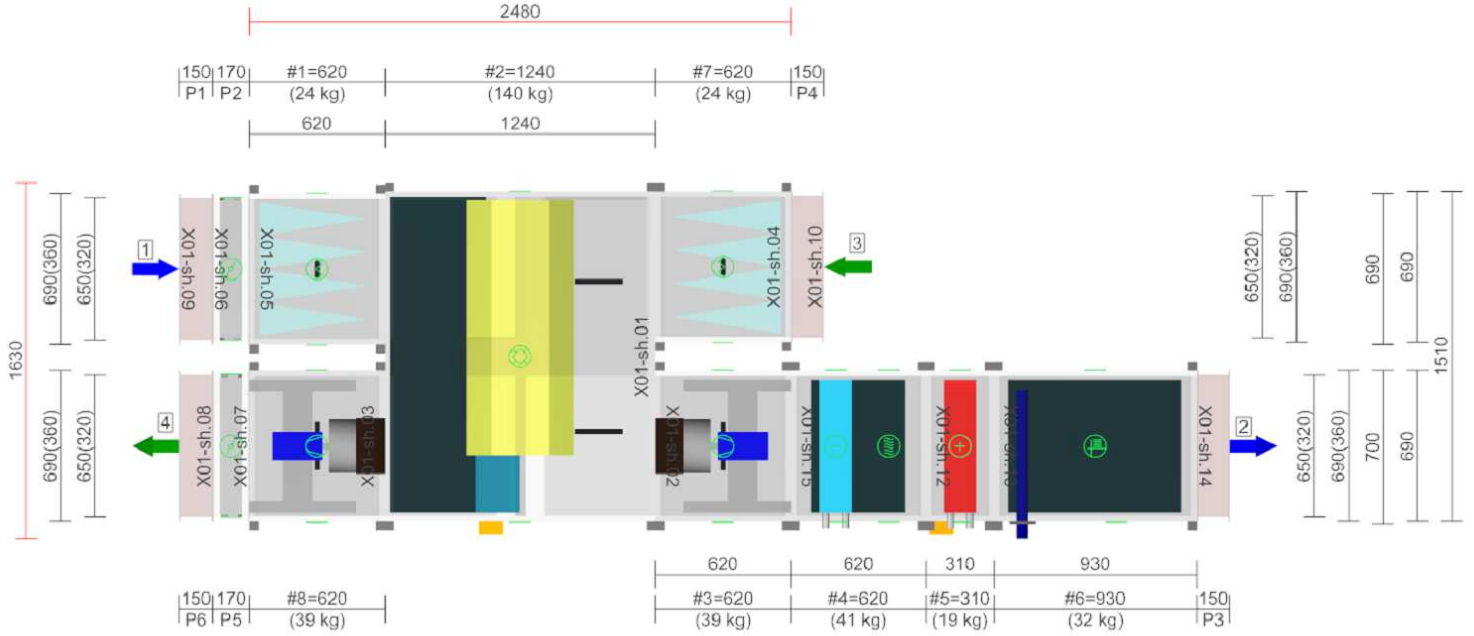 2480
150 170 #1=620 #2=1240 #7=620 150
P1 P2 (24 kg) (140 kg) (24 kg) P4
620 1240
1630
690(360)
650(320)
1
X01-sh.09
X01-sh.06
X01-sh.05
X01-sh.01
X01-sh.04
X01-sh.10
3
650(320)
690(360)
690
690
1510
690(360)
650(320)
4
X01-sh.08
X01-sh.07
X01-sh.03
X01-sh.02
X01-sh.15
X01-sh.12
X01-sh.14
2
650(320)
690(360)
700
690
620 620 310 930
150 170 #8=620 #3=620 #4=620 #5=310 #6=930 150
P6 P5 (39 kg) (39 kg) (41 kg) (19 kg) (32 kg) P3